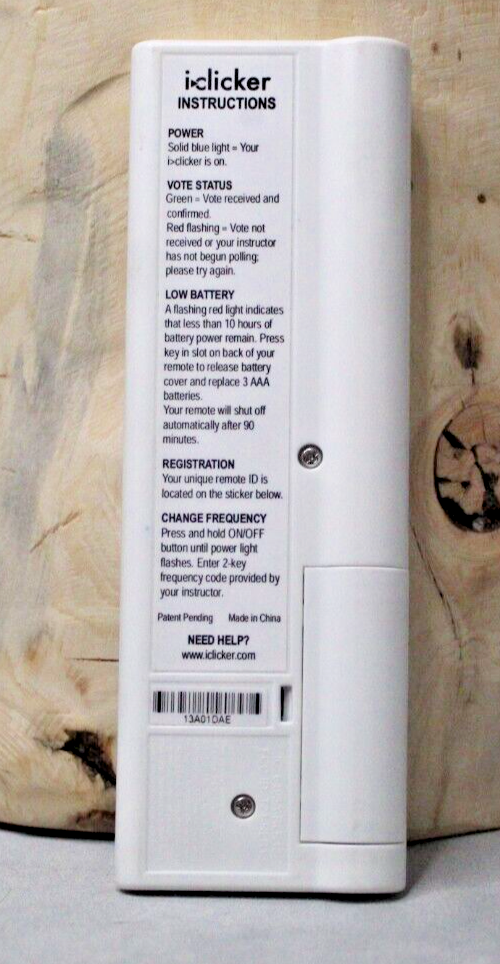 i>clicker
INSTRUCTIONS
POWER
Solid blue light = Your
i>clicker is on.
VOTE STATUS
Green = Vote received and
confirmed.
Red flashing = Vote not
received or your instructor
has not begun polling;
please try again.
LOW BATTERY
A flashing red light indicates
that less than 10 hours of
battery power remain. Press
key in slot on back of your
remote to release battery
cover and replace 3 AAA
batteries.
Your remote will shut off
automatically after 90
minutes.
REGISTRATION
Your unique remote ID is
located on the sticker below.
CHANGE FREQUENCY
Press and hold ON/OFF
button until power light
flashes. Enter 2-key
frequency code provided by
your instructor.
Patent Pending Made in China
NEED HELP?
www.iclicker.com
13A01DAE